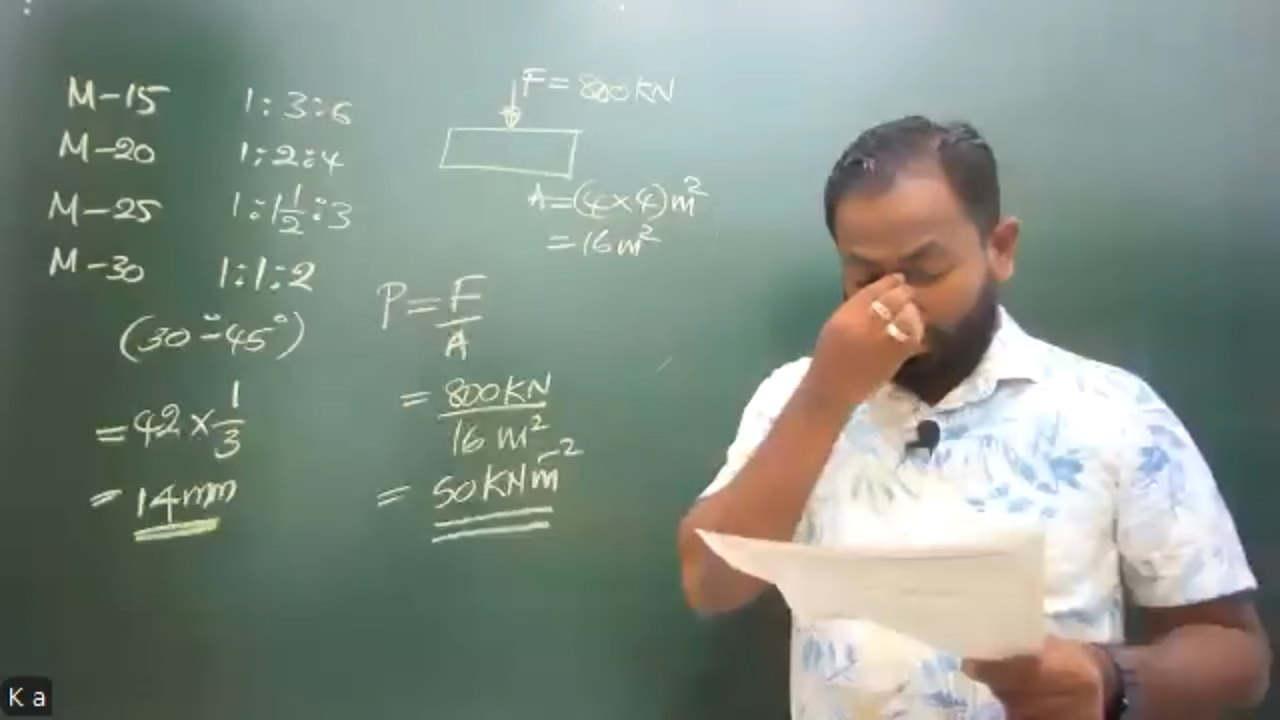 M-15 1:3:6
M-20 1:2:4
M-25 1:1½:3
M-30 1:1:2
(30°-45°)
= 42 × 1/3
= 14mm
F = 800KN
A = (4×4)m²
= 16m²
P = F/A
= 800KN/16m²
= 50KNm⁻²
K a